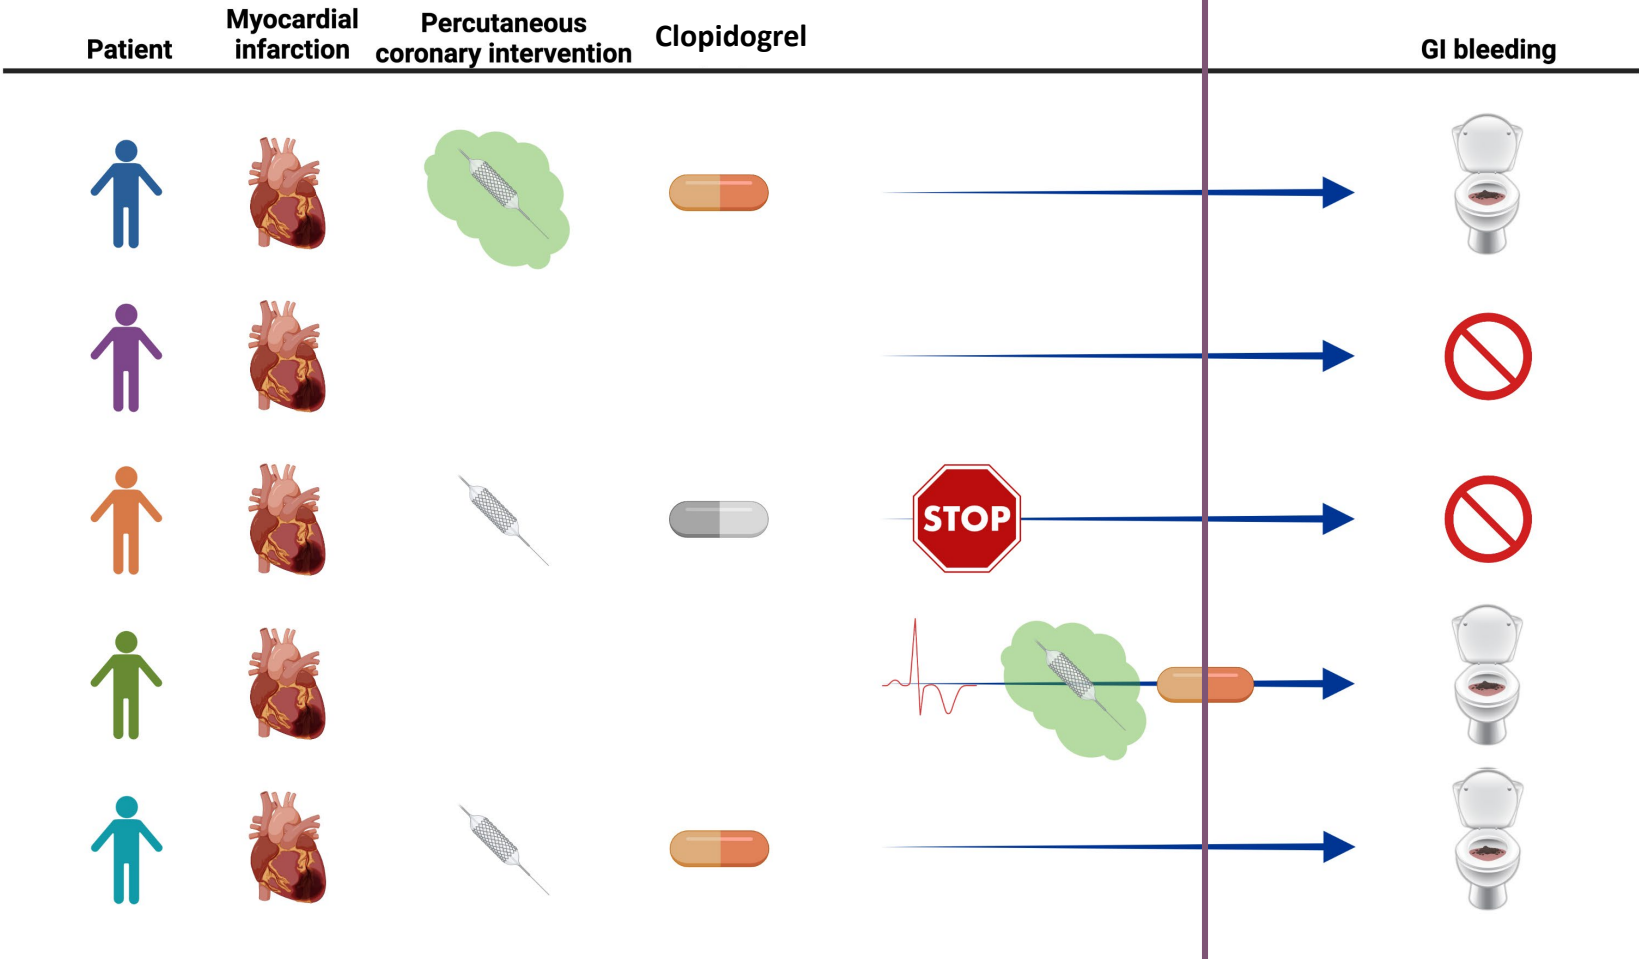 Patient
Myocardial
infarction
Percutaneous
coronary intervention
Clopidogrel
GI bleeding
STOP